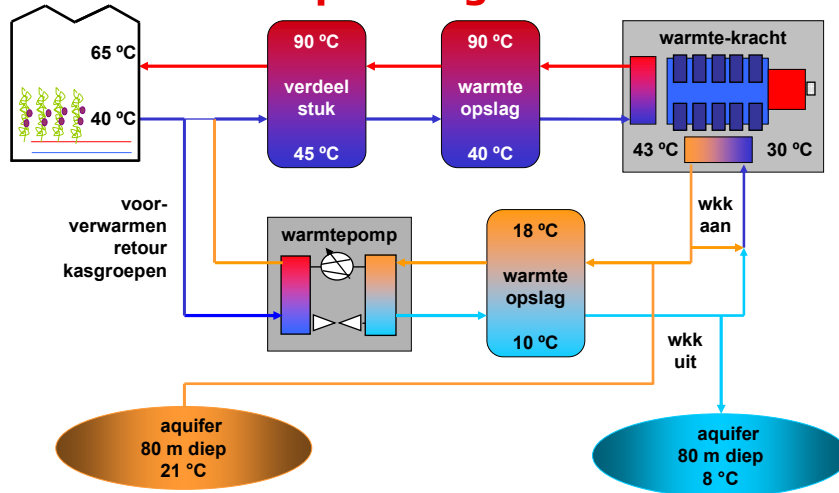 65 ºC
40 ºC
90 ºC
verdeel
stuk
45 ºC
90 ºC
warmte
opslag
40 ºC
warmte-kracht
43 ºC
30 ºC
voor-
verwarmen
retour
kasgroepen
warmtepomp
18 ºC
warmte
opslag
10 ºC
wkk
aan
wkk
uit
aquifer
80 m diep
21 °C
aquifer
80 m diep
8 °C